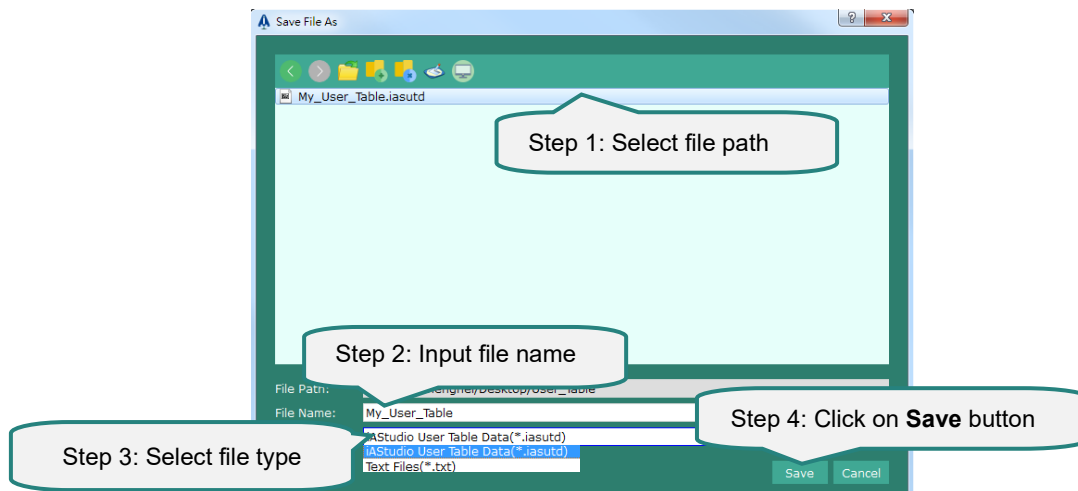 Save File As
My_User_Table.iasutd
Step 1: Select file path
Step 2: Input file name
File Path: /Desktop/User_Table
File Name: My_User_Table
Step 4: Click on Save button
iAStudio User Table Data(*.iasutd)
Step 3: Select file type
iAStudio User Table Data(*.iasutd)
Text Files(*.txt)
Save Cancel